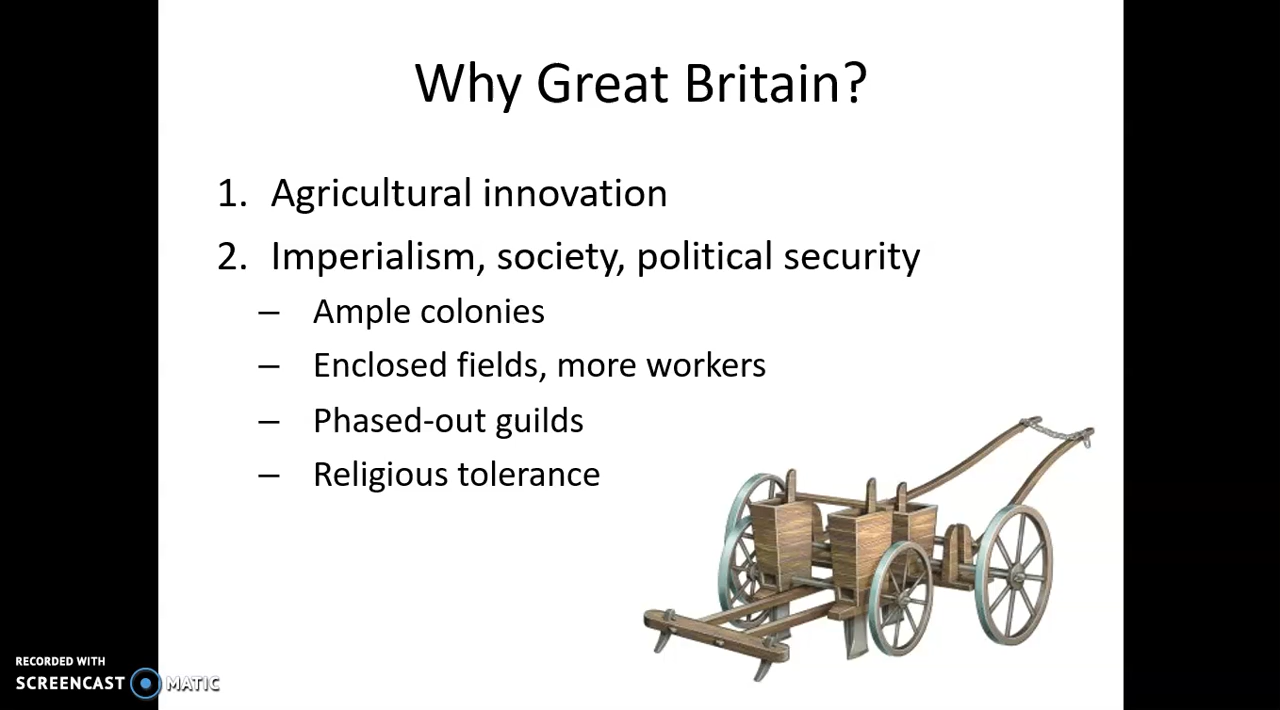 Why Great Britain?
1. Agricultural innovation
2. Imperialism, society, political security
– Ample colonies
– Enclosed fields, more workers
– Phased-out guilds
– Religious tolerance
RECORDED WITH
SCREENCAST MATIC